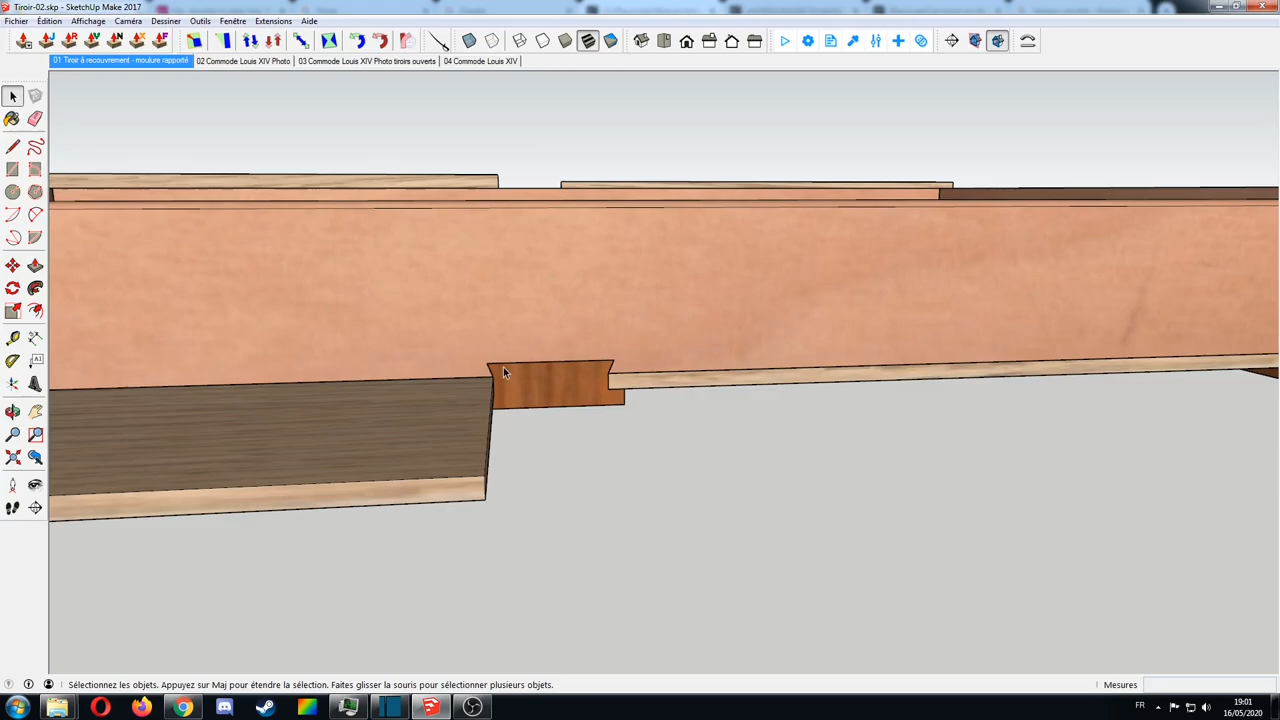 Tiroir-02.skp - SketchUp Make 2017
Fichier Édition Affichage Caméra Dessiner Outils Fenêtre Extensions Aide
01 Tiroir à recouvrement - moulure rapporté 02 Commode Louis XIV Photo 03 Commode Louis XIV Photo tiroirs ouverts 04 Commode Louis XIV
Sélectionnez les objets. Appuyez sur Maj pour étendre la sélection. Faites glisser la souris pour sélectionner plusieurs objets. Mesures
FR 19:01
16/05/2020